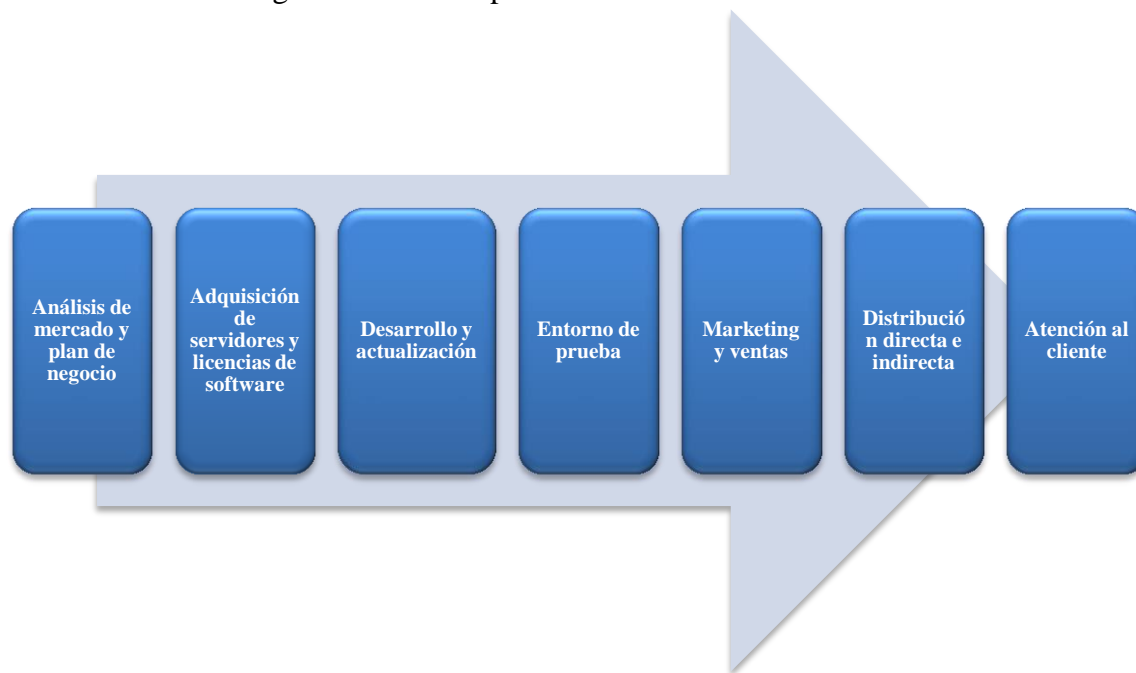 Análisis de
mercado y
plan de
negocio
Adquisición
de
servidores y
licencias de
software
Desarrollo y
actualización
Entorno de
prueba
Marketing
y ventas
Distribució
n directa e
indirecta
Atención al
cliente